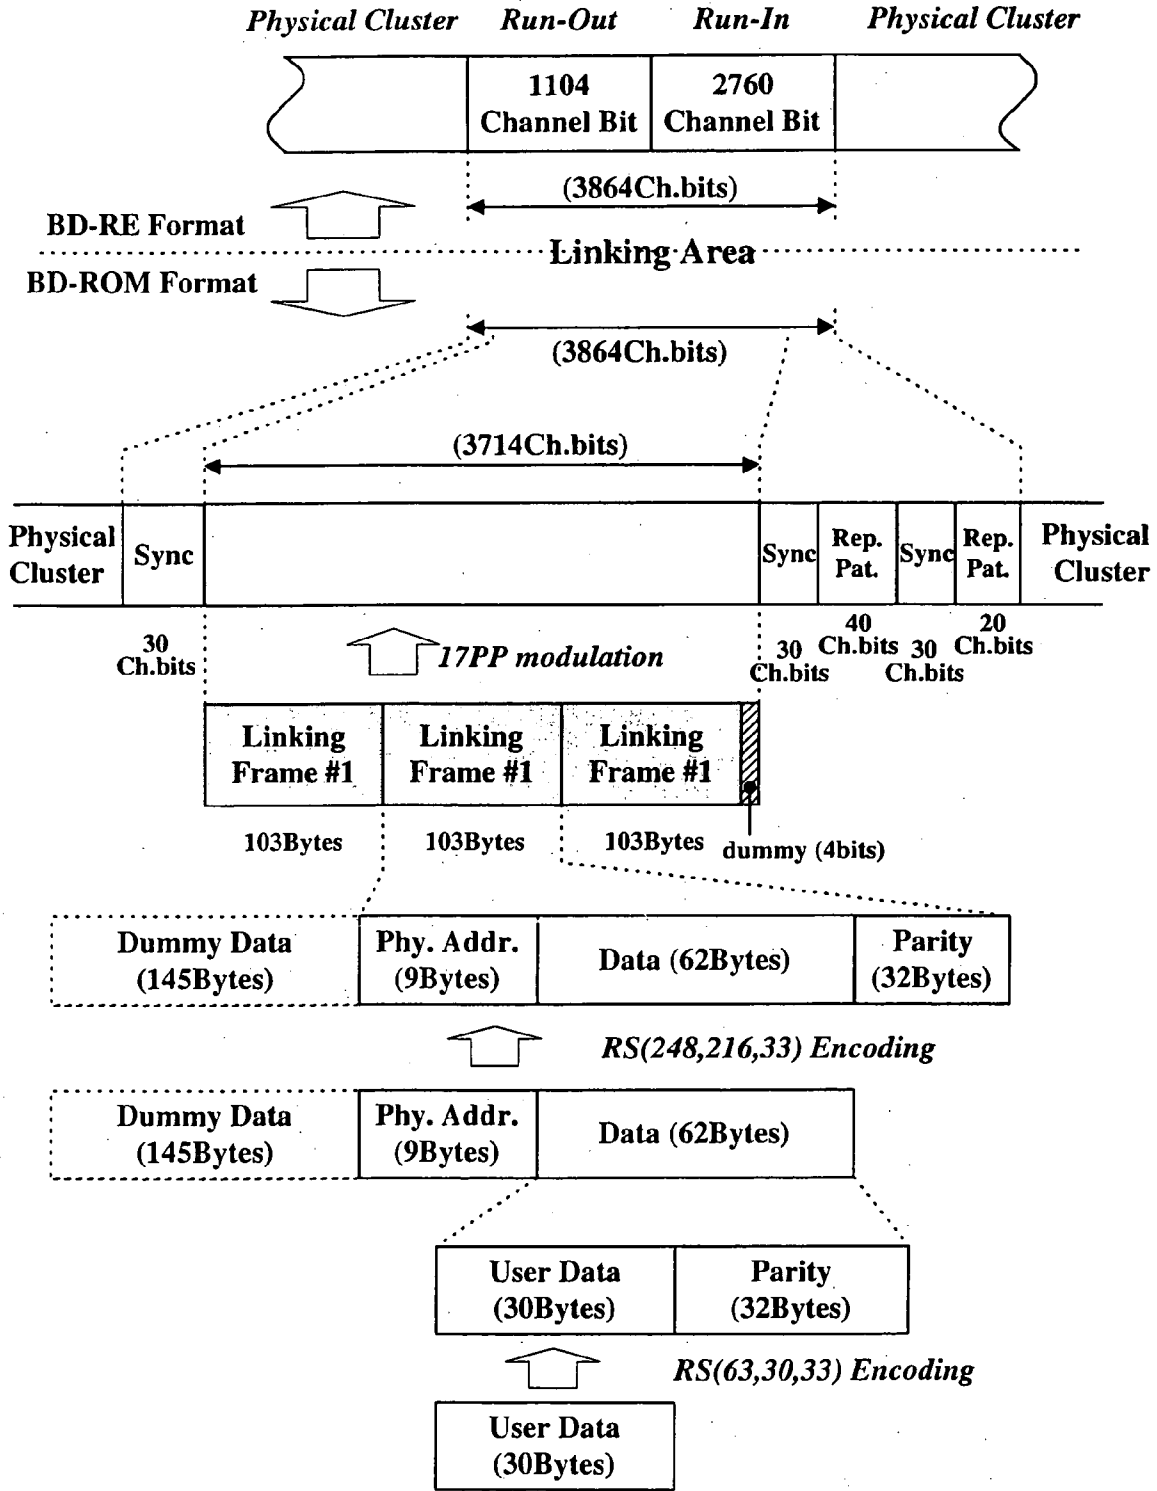 Physical Cluster Run-Out Run-In Physical Cluster
1104 2760
Channel Bit Channel Bit
(3864Ch.bits)
BD-RE Format
Linking Area
BD-ROM Format
(3864Ch.bits)
(3714Ch.bits)
Physical
Cluster
Sync
Sync
Rep.
Pat.
Sync
Rep.
Pat.
Physical
Cluster
30
Ch.bits
17PP modulation
30
Ch.bits
40
Ch.bits
30
Ch.bits
20
Ch.bits
Linking
Frame #1
Linking
Frame #1
Linking
Frame #1
103Bytes 103Bytes 103Bytes dummy (4bits)
Dummy Data
(145Bytes)
Phy. Addr.
(9Bytes)
Data (62Bytes)
Parity
(32Bytes)
RS(248,216,33) Encoding
Dummy Data
(145Bytes)
Phy. Addr.
(9Bytes)
Data (62Bytes)
User Data
(30Bytes)
Parity
(32Bytes)
RS(63,30,33) Encoding
User Data
(30Bytes)